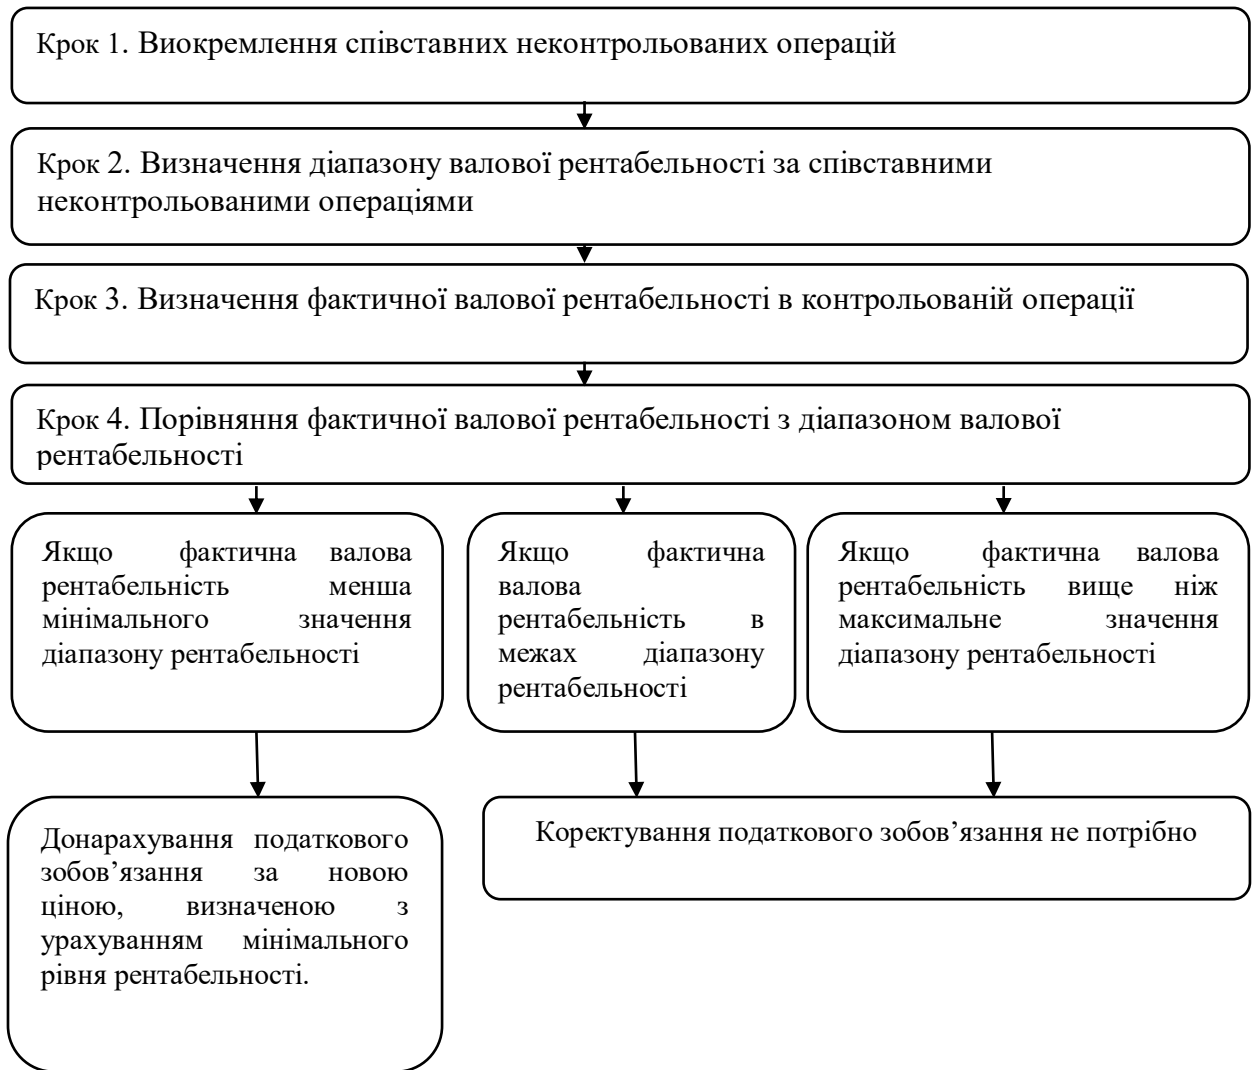 Крок 1. Виокремлення співставних неконтрольованих операцій
Крок 2. Визначення діапазону валової рентабельності за співставними
неконтрольованими операціями
Крок 3. Визначення фактичної валової рентабельності в контрольованій операції
Крок 4. Порівняння фактичної валової рентабельності з діапазоном валової
рентабельності
Якщо фактична валова
рентабельність менша
мінімального значення
діапазону рентабельності
Якщо фактична
валова
рентабельність в
межах діапазону
рентабельності
Якщо фактична валова
рентабельність вище ніж
максимальне значення
діапазону рентабельності
Донарахування податкового
зобов’язання за новою
ціною, визначеною з
урахуванням мінімального
рівня рентабельності.
Коректування податкового зобов’язання не потрібно